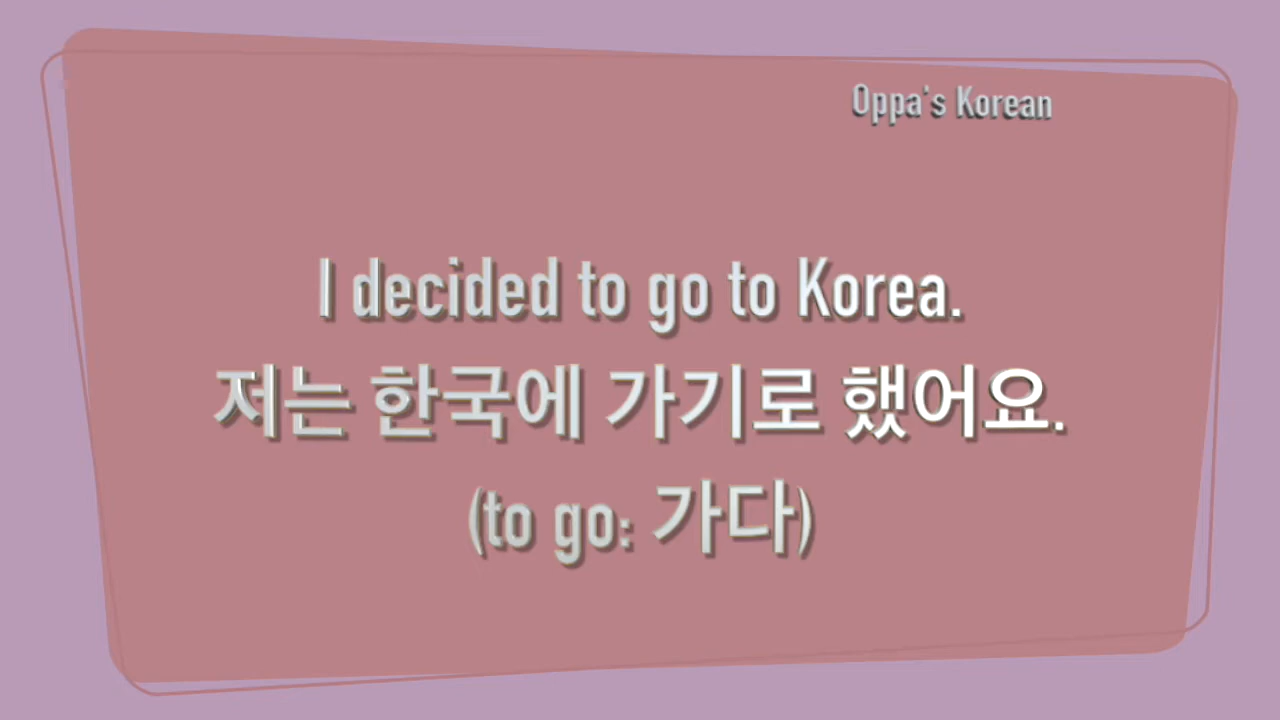 Oppa's Korean
I decided to go to Korea.
저는 한국에 가기로 했어요.
(to go: 가다)